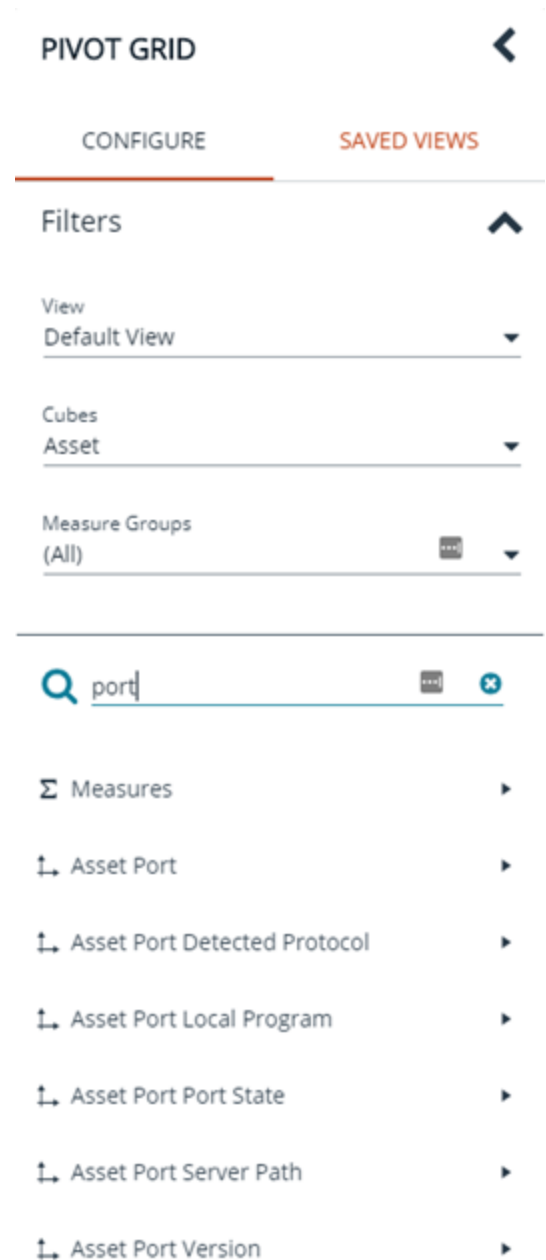 PIVOT GRID
CONFIGURE SAVED VIEWS
Filters
View
Default View
Cubes
Asset
Measure Groups
(All)
port
Σ Measures
Asset Port
Asset Port Detected Protocol
Asset Port Local Program
Asset Port Port State
Asset Port Server Path
Asset Port Version